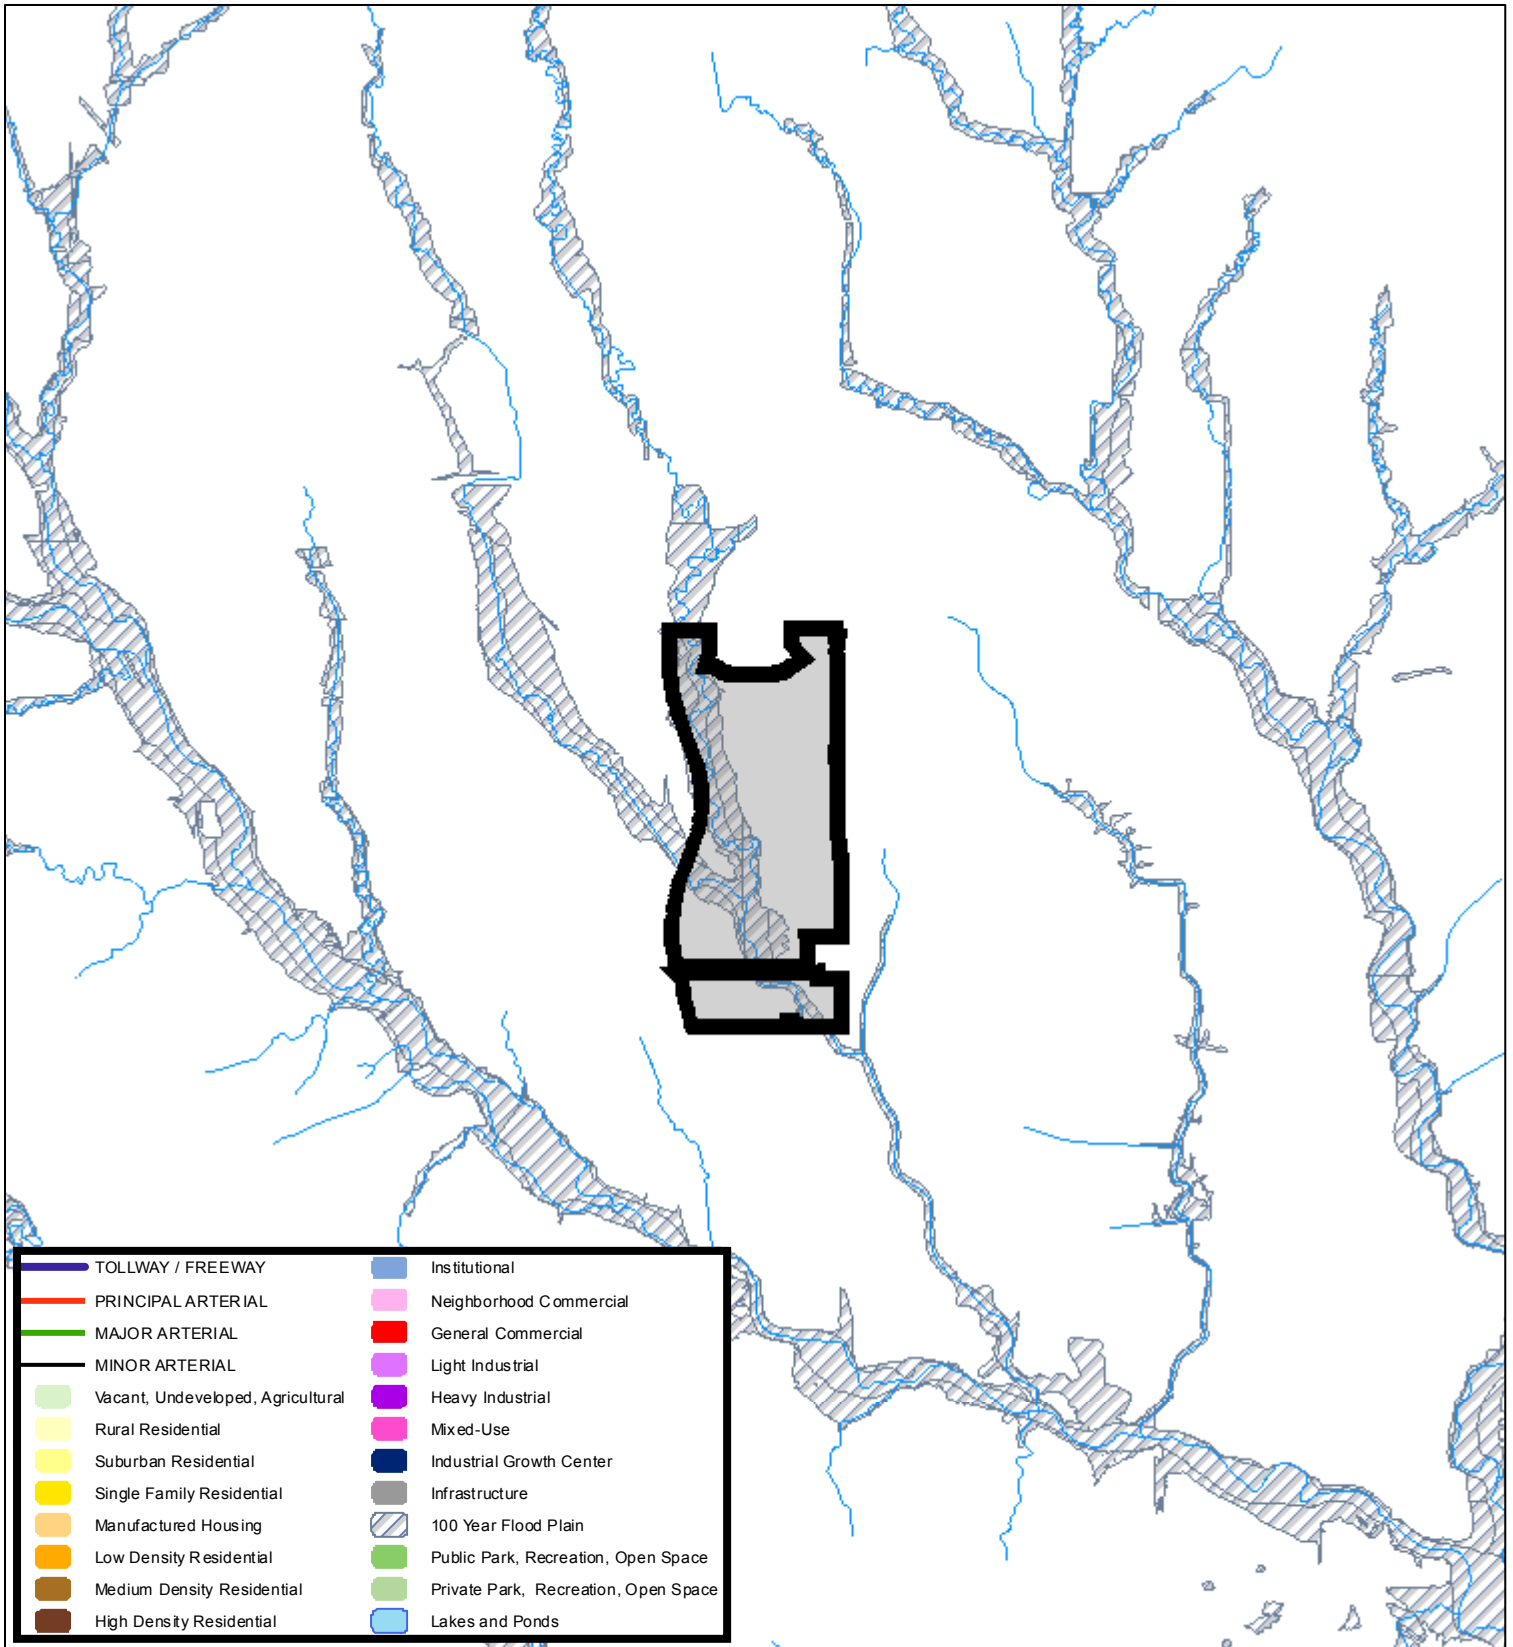 TOLLWAY / FREEWAY
PRINCIPAL ARTERIAL
MAJOR ARTERIAL
MINOR ARTERIAL
Vacant, Undeveloped, Agricultural
Rural Residential
Suburban Residential
Single Family Residential
Manufactured Housing
Low Density Residential
Medium Density Residential
High Density Residential
Institutional
Neighborhood Commercial
General Commercial
Light Industrial
Heavy Industrial
Mixed-Use
Industrial Growth Center
Infrastructure
100 Year Flood Plain
Public Park, Recreation, Open Space
Private Park, Recreation, Open Space
Lakes and Ponds